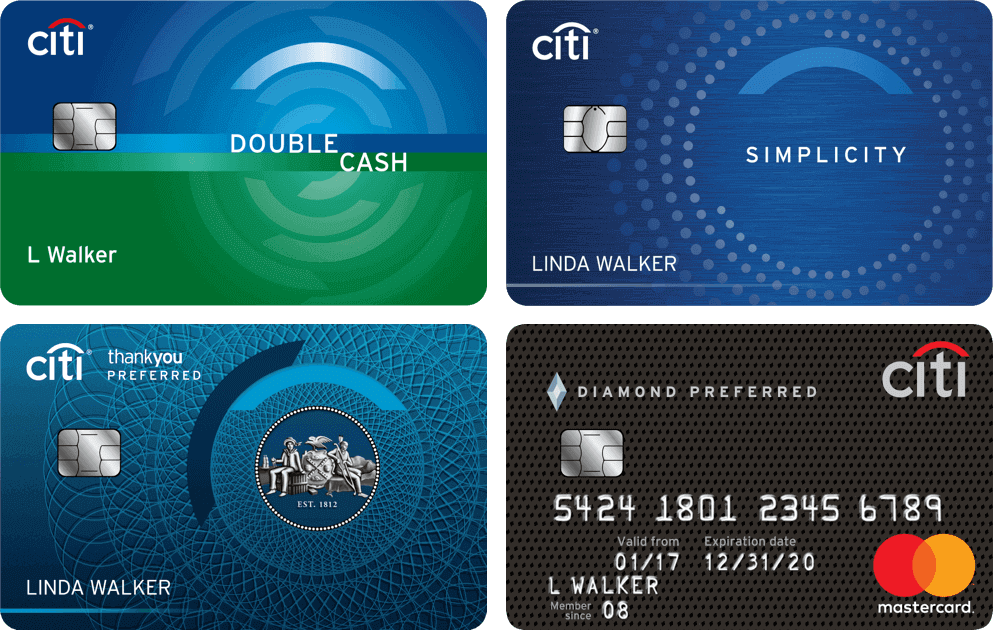 citi®
DOUBLE
CASH
L Walker
citi®
SIMPLICITY
LINDA WALKER
citi® thankyou
PREFERRED
EST. 1812
LINDA WALKER
DIAMOND PREFERRED
citi
5424 1801 2345 6789
Valid from Expiration date
01/17 12/31/20
L WALKER
Member
since 08
mastercard.